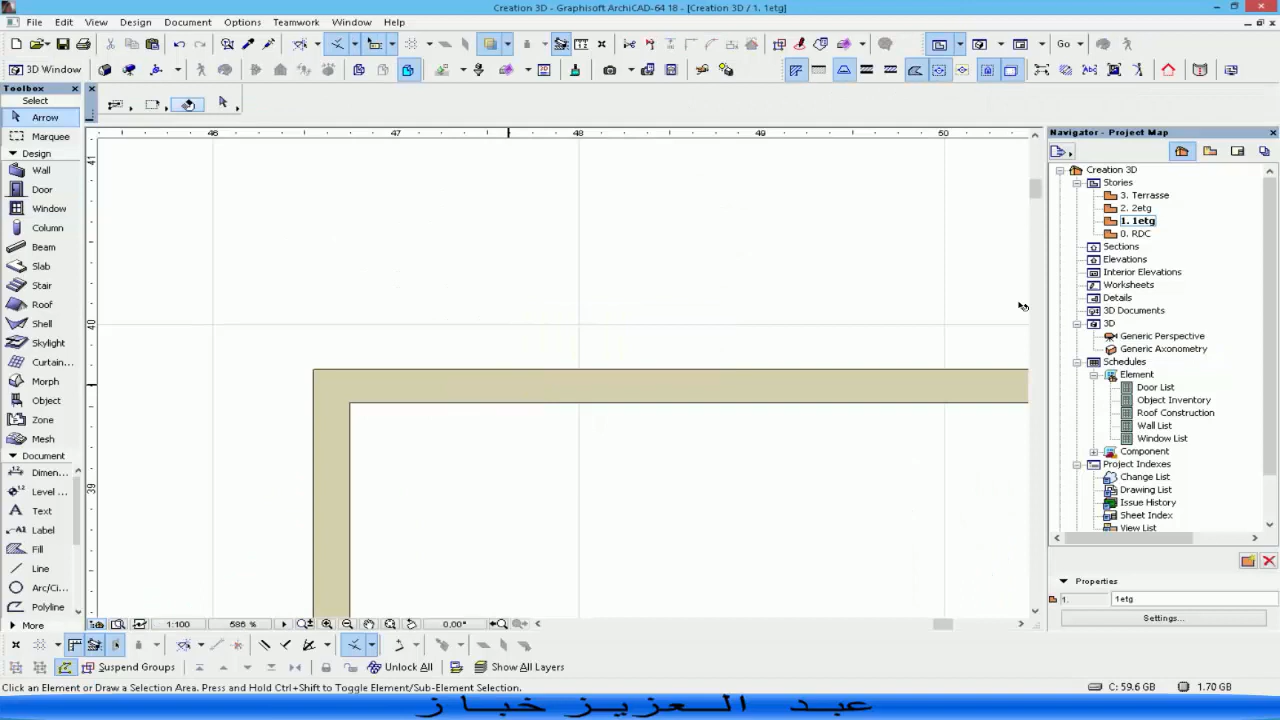 Creation 3D - Graphisoft ArchiCAD-64 18 - [Creation 3D / 1. 1etg]
File Edit View Design Document Options Teamwork Window Help
Go
3D Window
Toolbox
Select
Arrow
Marquee
Design
Wall
Door
Window
Column
Beam
Slab
Stair
Roof
Shell
Skylight
Curtain...
Morph
Object
Zone
Mesh
Document
Dimen...
Level ...
Text
Label
Fill
Line
Arc/Ci...
Polyline
More
46 47 48 49 50
41
40
39
Navigator - Project Map
Creation 3D
Stories
3. Terrasse
2. 2etg
1. 1etg
0. RDC
Sections
Elevations
Interior Elevations
Worksheets
Details
3D Documents
3D
Generic Perspective
Generic Axonometry
Schedules
Element
Door List
Object Inventory
Roof Construction
Wall List
Window List
Component
Project Indexes
Change List
Drawing List
Issue History
Sheet Index
View List
Properties
1. 1etg
Settings...
1:100 586 % 0,00°
Suspend Groups Unlock All Show All Layers
Click an Element or Draw a Selection Area. Press and Hold Ctrl+Shift to Toggle Element/Sub-Element Selection. C: 59.6 GB 1.70 GB
عبد العزيز خباز